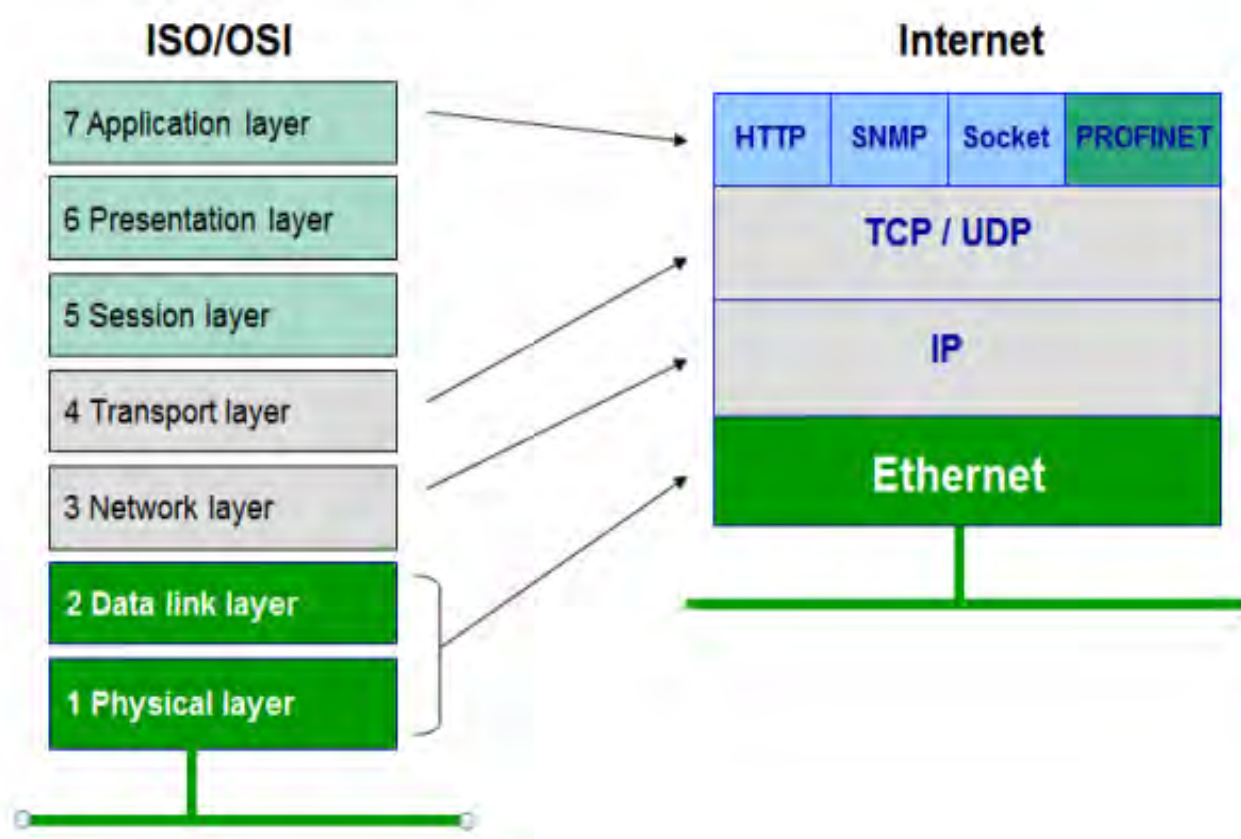 ISO/OSI
7 Application layer
6 Presentation layer
5 Session layer
4 Transport layer
3 Network layer
2 Data link layer
1 Physical layer
Internet
HTTP SNMP Socket PROFINET
TCP / UDP
IP
Ethernet